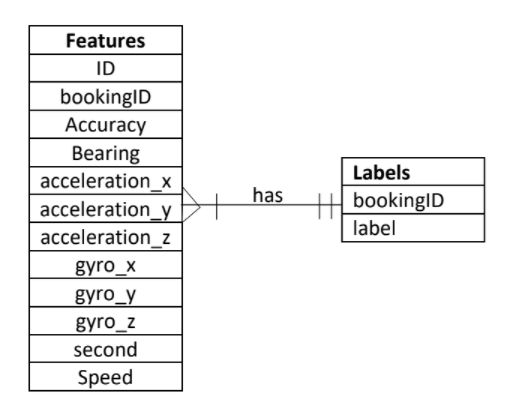 Features
ID
bookingID
Accuracy
Bearing
acceleration_x
acceleration_y
acceleration_z
gyro_x
gyro_y
gyro_z
second
Speed
has
Labels
bookingID
label